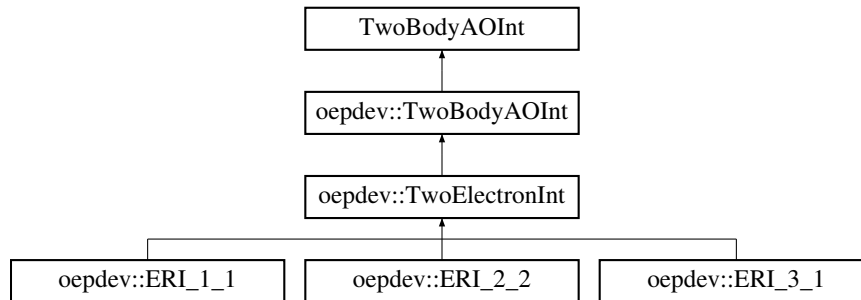 TwoBodyAOInt
oepdev::TwoBodyAOInt
oepdev::TwoElectronInt
oepdev::ERI_1_1
oepdev::ERI_2_2
oepdev::ERI_3_1